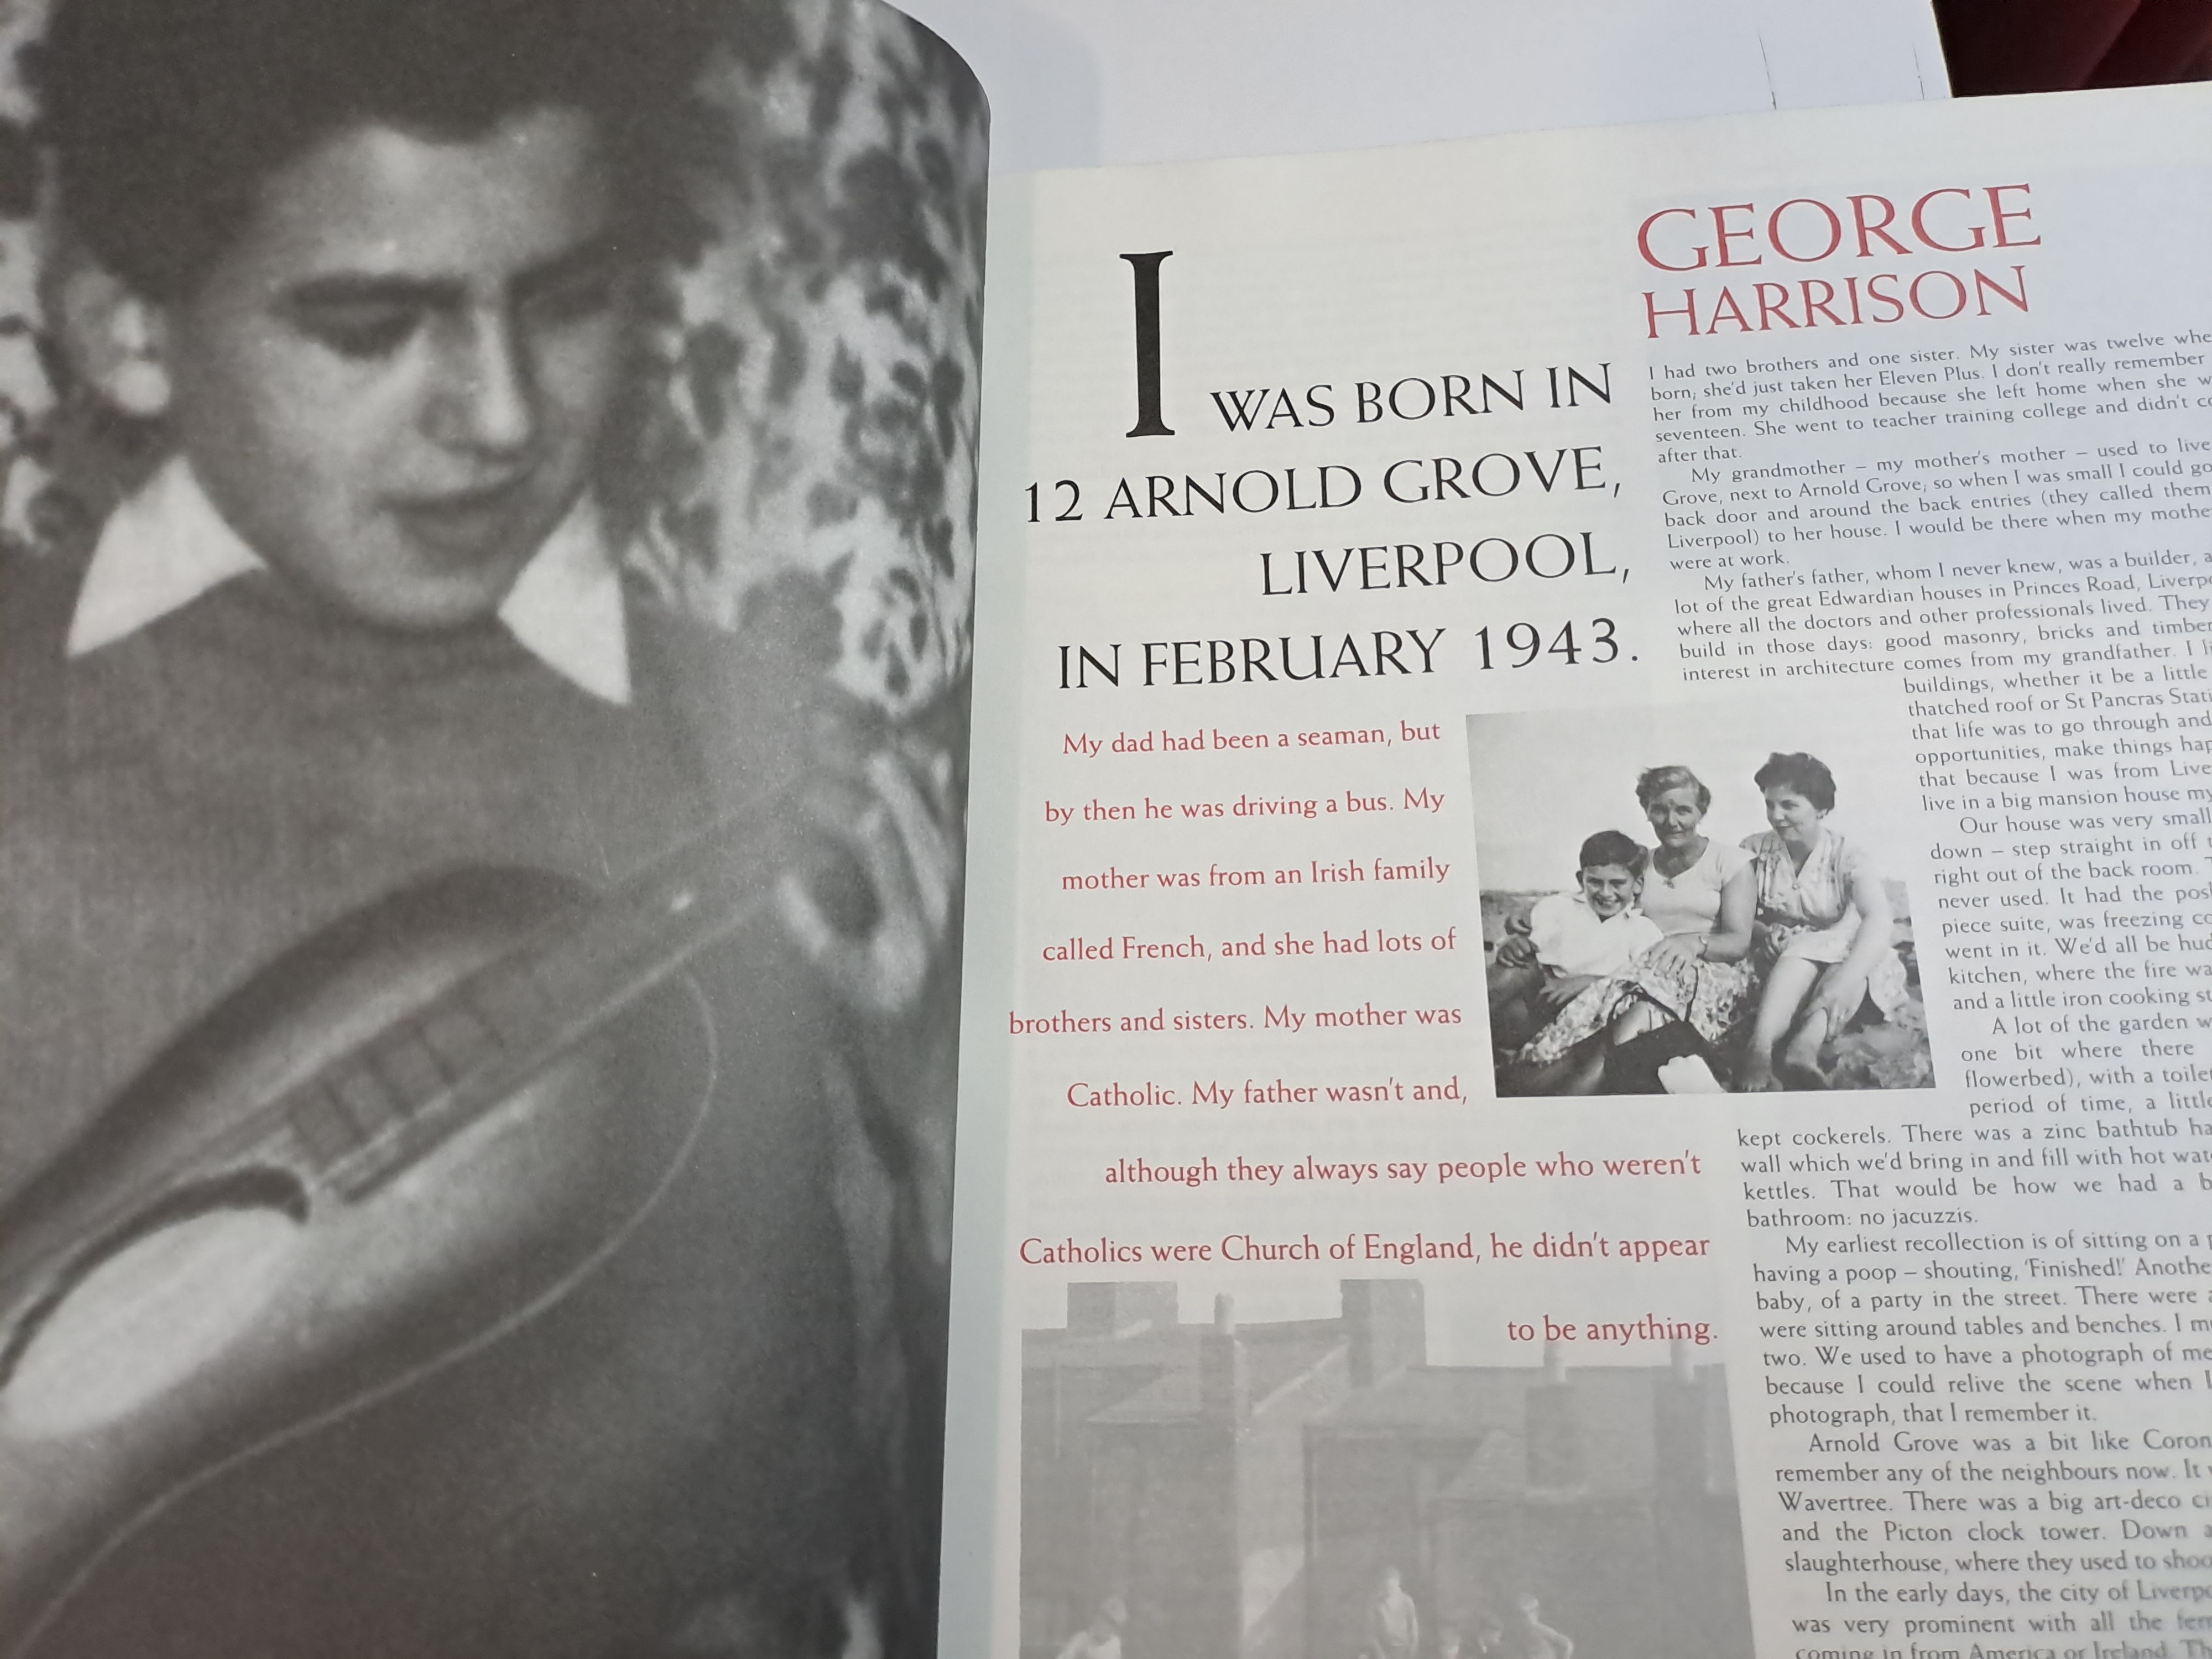 GEORGE
HARRISON
I WAS BORN IN
12 ARNOLD GROVE,
LIVERPOOL,
IN FEBRUARY 1943.
My dad had been a seaman, but
by then he was driving a bus. My
mother was from an Irish family
called French, and she had lots of
brothers and sisters. My mother was
Catholic. My father wasn't and,
although they always say people who weren't
Catholics were Church of England, he didn't appear
to be anything.
I had two brothers and one sister. My sister was twelve
born; she'd just taken her Eleven Plus. I don't really remember
her from my childhood because she left home when she
seventeen. She went to teacher training college and didn't
after that.
My grandmother – my mother's mother – used to live
Grove, next to Arnold Grove; so when I was small I could go
back door and around the back entries (they called them
Liverpool) to her house. I would be there when my
were at work.
My father's father, whom I never knew, was a builder,
lot of the great Edwardian houses in Princes Road,
where all the doctors and other professionals lived. They
build in those days: good masonry, bricks and timber
interest in architecture comes from my grandfather. I
buildings, whether it be a little
thatched roof or St Pancras
that life was to go through and
opportunities, make things
that because I was from
live in a big mansion house
Our house was very small
down – step straight in off
right out of the back room.
never used. It had the
piece suite, was freezing
went in it. We'd all be
kitchen, where the fire
and a little iron cooking
A lot of the garden
one bit where there
flowerbed), with a
period of time, a
kept cockerels. There was a zinc bathtub
wall which we'd bring in and fill with hot
kettles. That would be how we had a
bathroom: no jacuzzis.
My earliest recollection is of sitting on a
having a poop – shouting, 'Finished!'
baby, of a party in the street. There were
were sitting around tables and benches. I
two. We used to have a photograph of me
because I could relive the scene when I
photograph, that I remember it.
Arnold Grove was a bit like
remember any of the neighbours now. It
Wavertree. There was a big art-deco
and the Picton clock tower. Down
slaughterhouse, where they used to
In the early days, the city of
was very prominent with all the
coming in from America or Ireland.